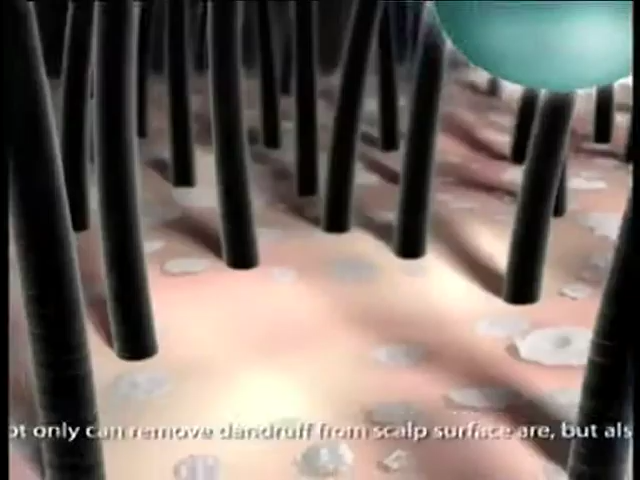 ot only can remove dandruff from scalp surface are, but als